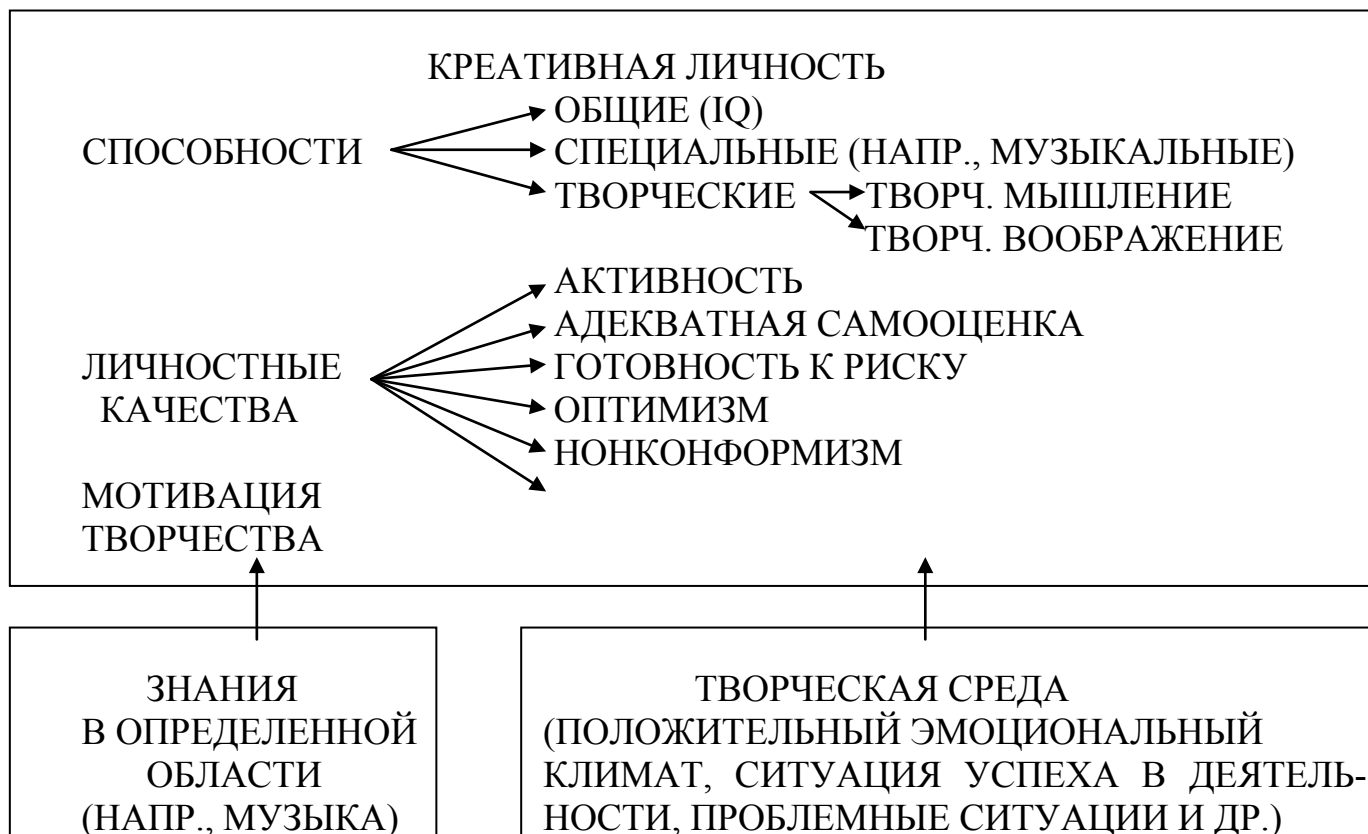 КРЕАТИВНАЯ ЛИЧНОСТЬ
ОБЩИЕ (IQ)
СПОСОБНОСТИ
СПЕЦИАЛЬНЫЕ (НАПР., МУЗЫКАЛЬНЫЕ)
ТВОРЧЕСКИЕ
ТВОРЧ. МЫШЛЕНИЕ
ТВОРЧ. ВООБРАЖЕНИЕ
АКТИВНОСТЬ
АДЕКВАТНАЯ САМООЦЕНКА
ЛИЧНОСТНЫЕ
КАЧЕСТВА
ГОТОВНОСТЬ К РИСКУ
ОПТИМИЗМ
НОНКОНФОРМИЗМ
МОТИВАЦИЯ
ТВОРЧЕСТВА
ЗНАНИЯ
В ОПРЕДЕЛЕННОЙ
ОБЛАСТИ
(НАПР., МУЗЫКА)
ТВОРЧЕСКАЯ СРЕДА
(ПОЛОЖИТЕЛЬНЫЙ ЭМОЦИОНАЛЬНЫЙ
КЛИМАТ, СИТУАЦИЯ УСПЕХА В ДЕЯТЕЛЬ-
НОСТИ, ПРОБЛЕМНЫЕ СИТУАЦИИ И ДР.)